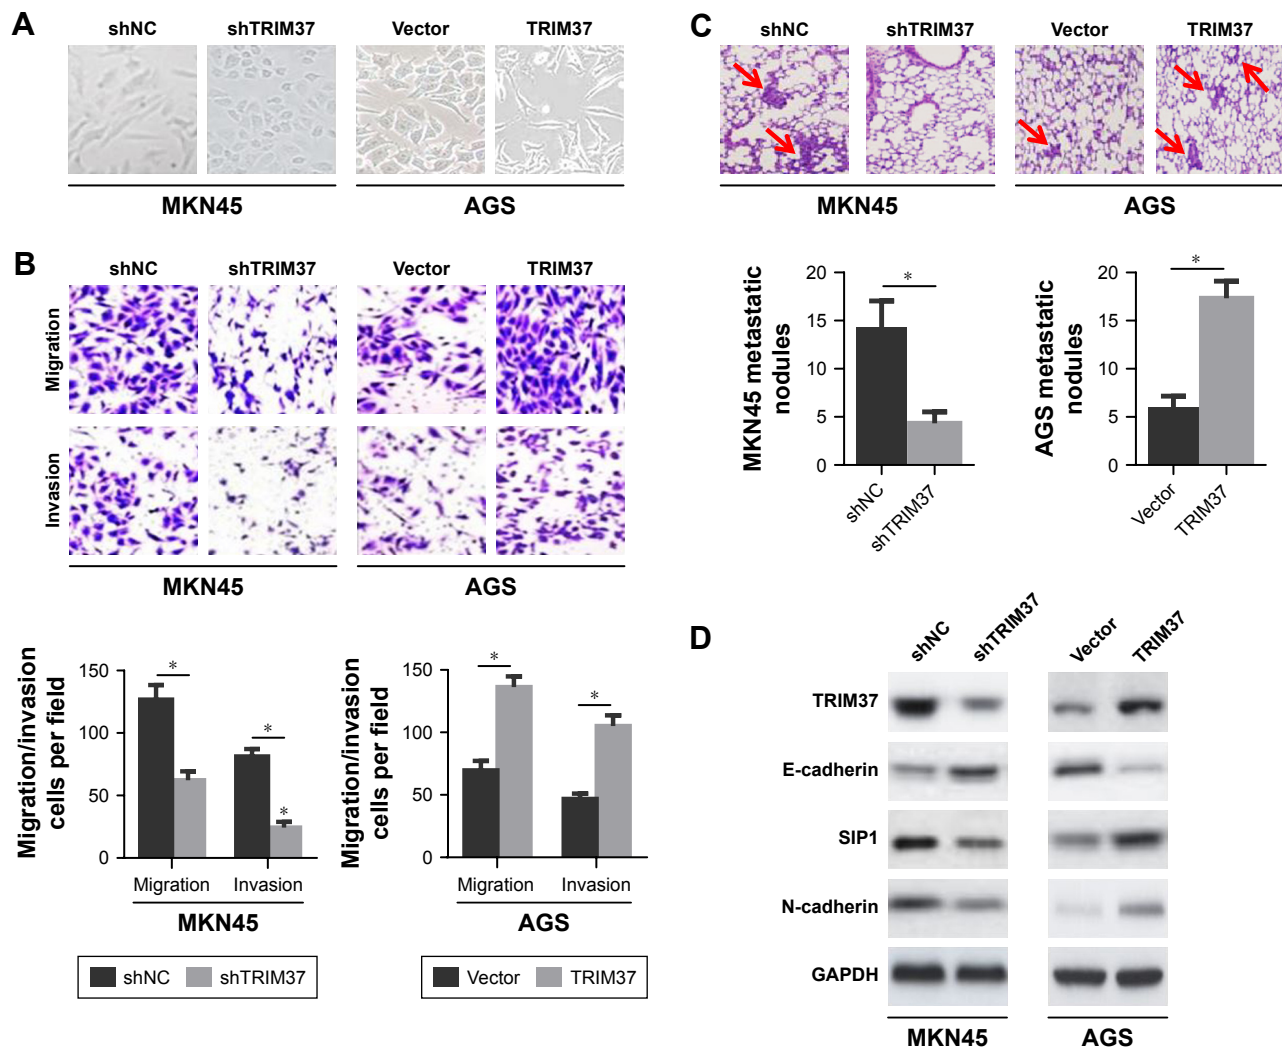 A
shNC shTRIM37 Vector TRIM37
MKN45 AGS
B
shNC shTRIM37 Vector TRIM37
Migration
Invasion
MKN45 AGS
Migration/invasion
cells per field
150
100
50
0
*
*
*
Migration Invasion
MKN45
shNC shTRIM37
Migration/invasion
cells per field
150
100
50
0
*
*
Migration Invasion
AGS
Vector TRIM37
C
shNC shTRIM37 Vector TRIM37
MKN45 AGS
MKN45 metastatic
nodules
20
15
10
5
0
*
shNC
shTRIM37
AGS metastatic
nodules
20
15
10
5
0
*
Vector
TRIM37
D
shNC shTRIM37 Vector TRIM37
TRIM37
E-cadherin
SIP1
N-cadherin
GAPDH
MKN45 AGS